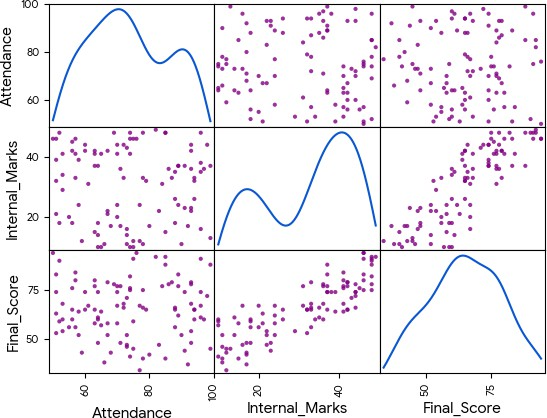 100
80
60
Attendance
40
20
Internal_Marks
75
50
Final_Score
60 80 100 20 40 50 75
Attendance Internal_Marks Final_Score